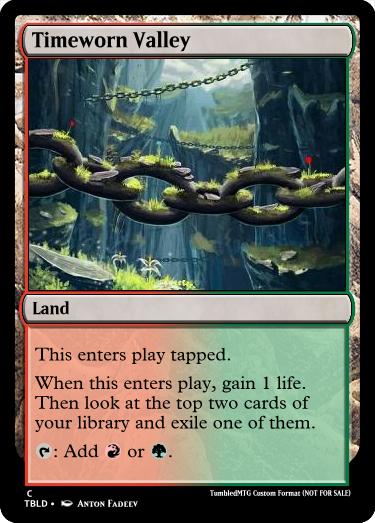 Timeworn Valley
Land
This enters play tapped.
When this enters play, gain 1 life.
Then look at the top two cards of
your library and exile one of them.
: Add or .
C
TBLD • Anton Fadeev
TumbledMTG Custom Format (NOT FOR SALE)